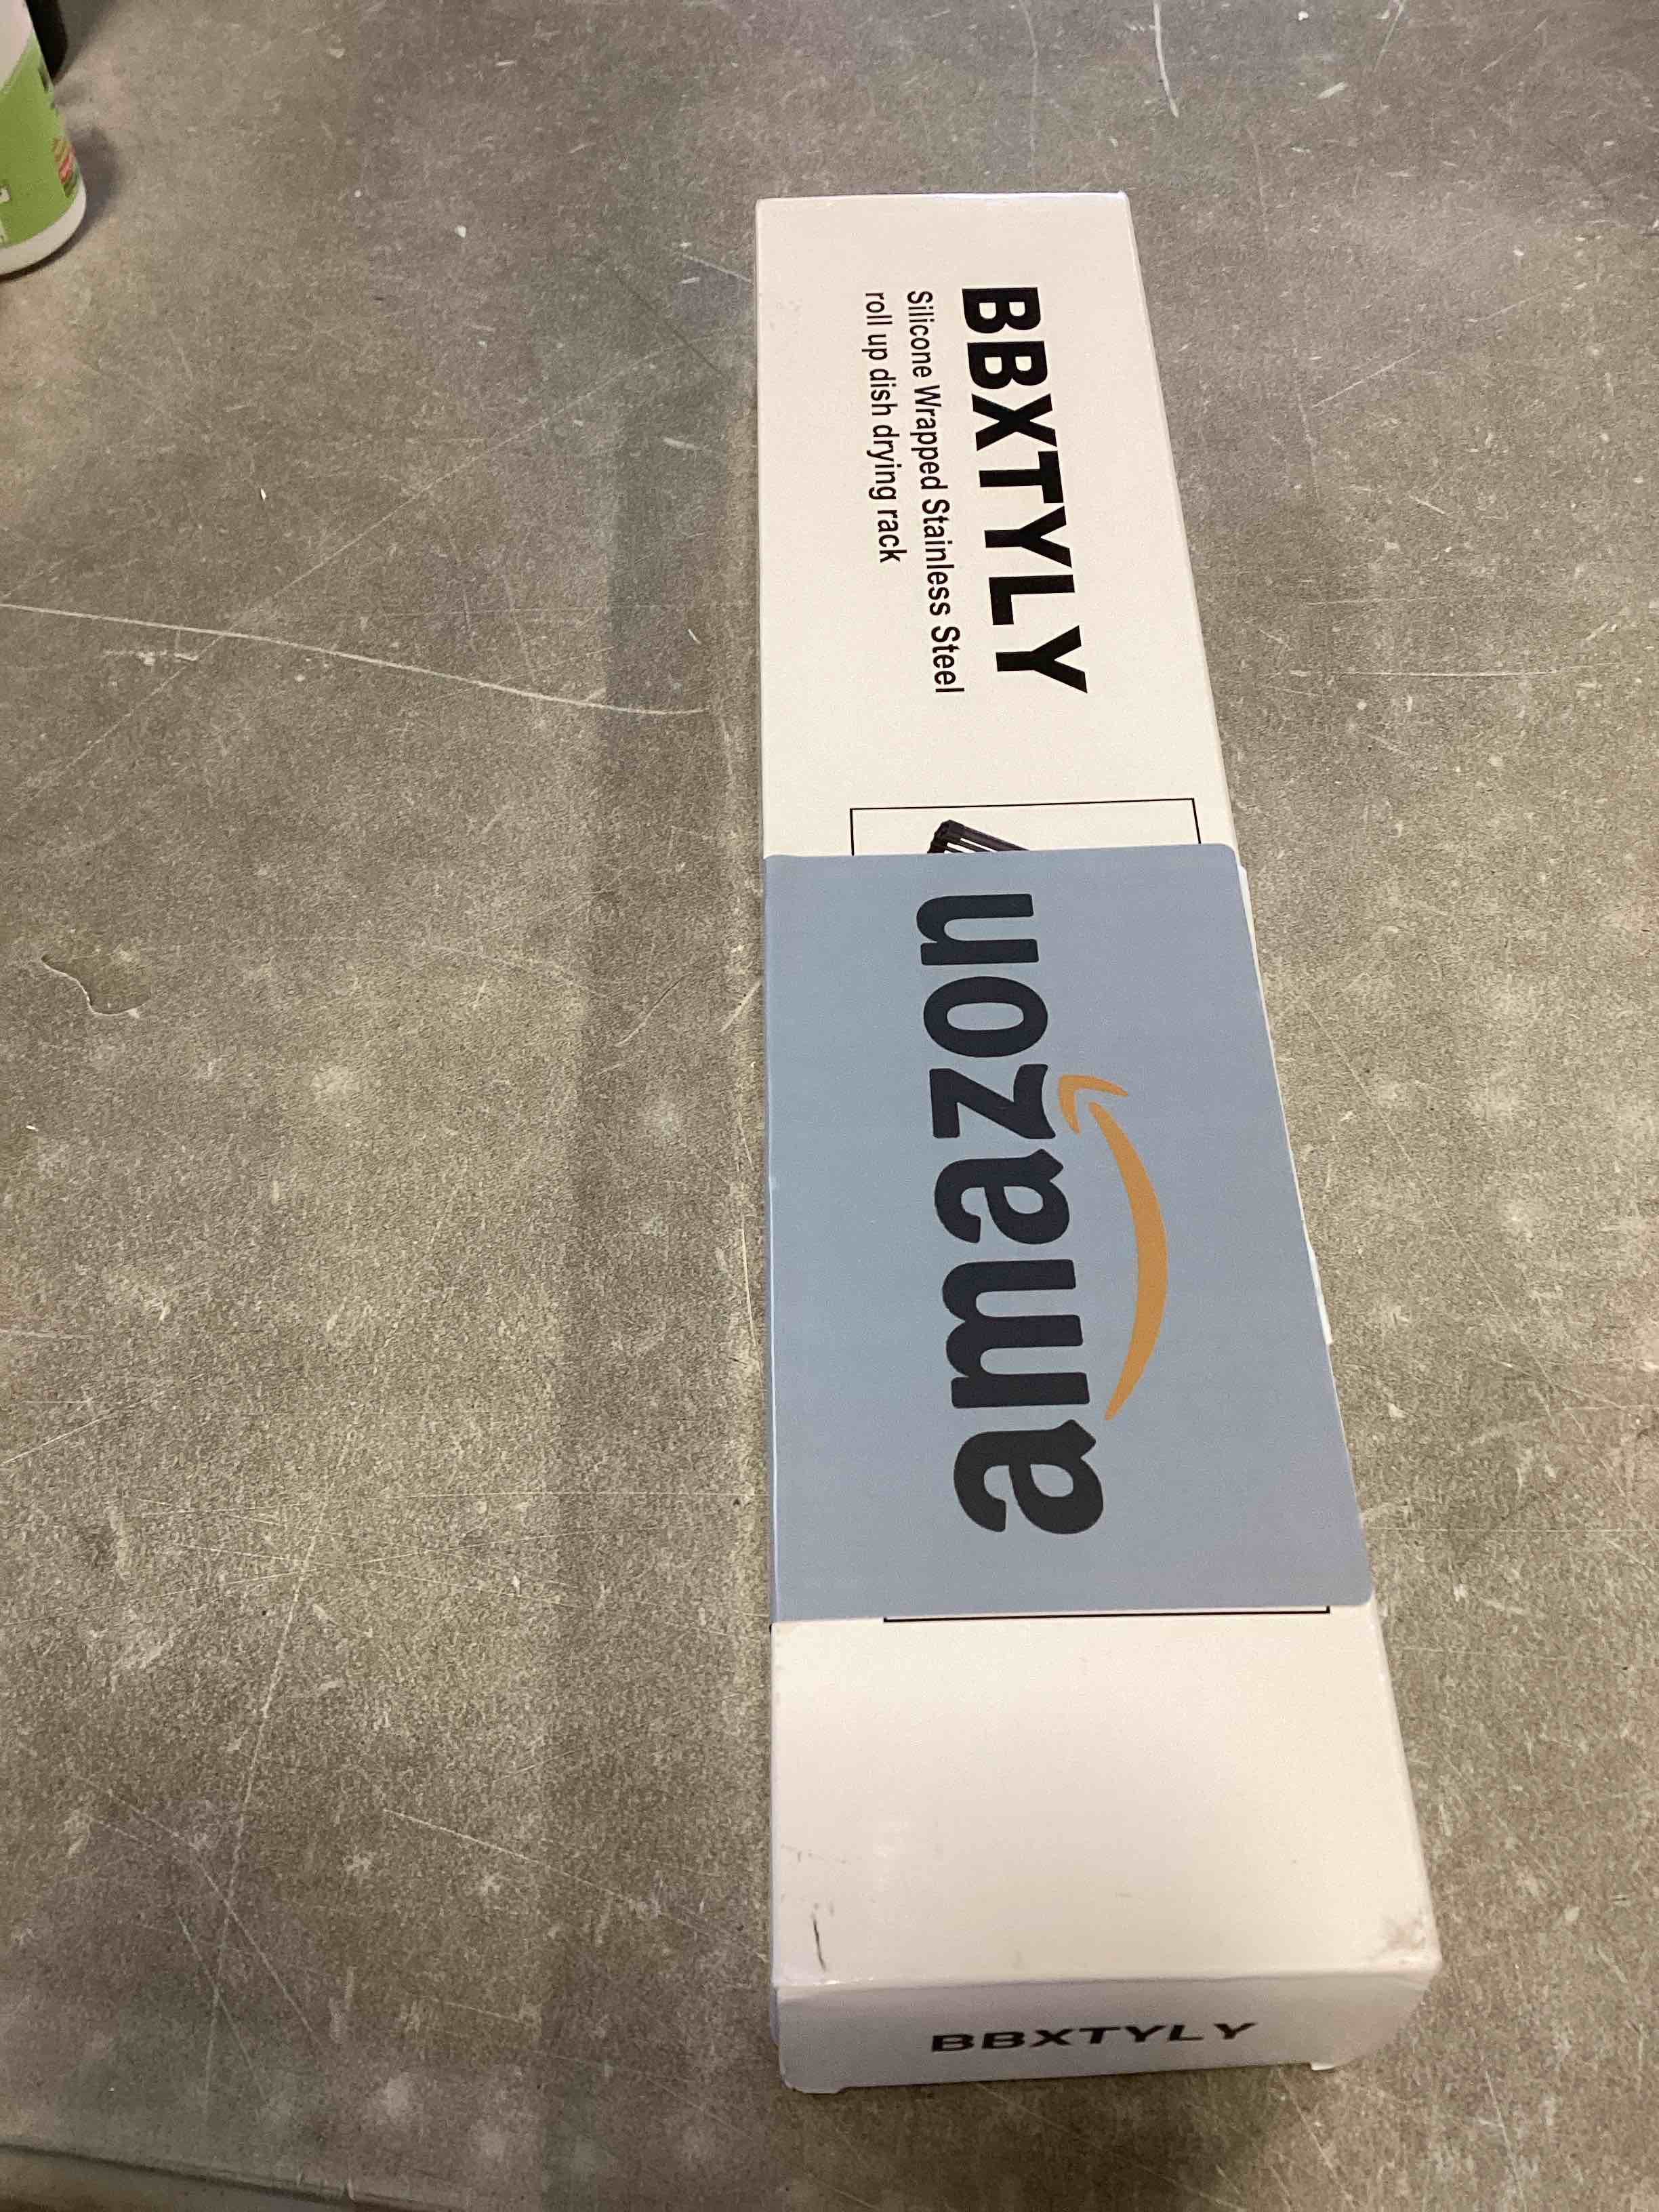 BBXTYLY
Silicone Wrapped Stainless Steel
roll up dish drying rack
amazon
BBXTYLY